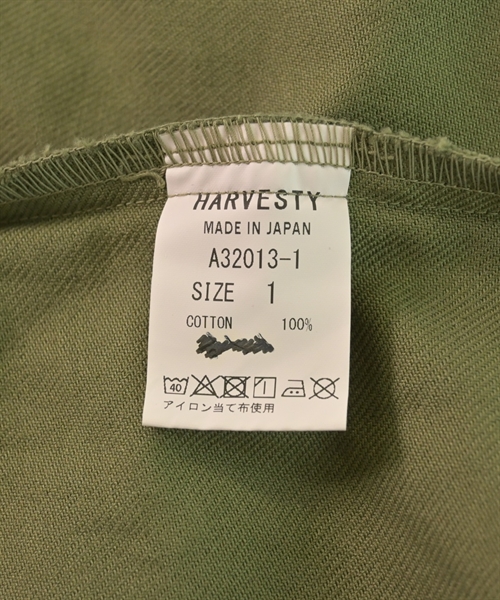 HARVESTY
MADE IN JAPAN
A32013-1
SIZE 1
COTTON 100%
40
アイロン当て布使用